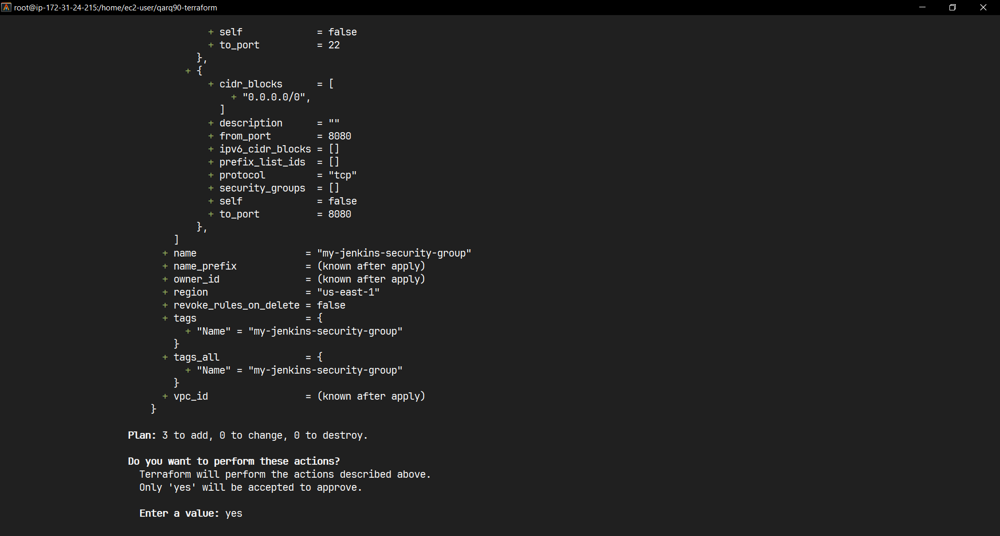 root@ip-172-31-24-215:/home/ec2-user/qarq90-terraform
+ self             = false
+ to_port          = 22
},
+ {
+ cidr_blocks      = [
+ "0.0.0.0/0",
]
+ description      = ""
+ from_port        = 8080
+ ipv6_cidr_blocks = []
+ prefix_list_ids  = []
+ protocol         = "tcp"
+ security_groups  = []
+ self             = false
+ to_port          = 8080
},
]
+ name                   = "my-jenkins-security-group"
+ name_prefix            = (known after apply)
+ owner_id               = (known after apply)
+ region                 = "us-east-1"
+ revoke_rules_on_delete = false
+ tags                   = {
+ "Name" = "my-jenkins-security-group"
}
+ tags_all               = {
+ "Name" = "my-jenkins-security-group"
}
+ vpc_id                 = (known after apply)
}
Plan: 3 to add, 0 to change, 0 to destroy.
Do you want to perform these actions?
Terraform will perform the actions described above.
Only 'yes' will be accepted to approve.
Enter a value: yes